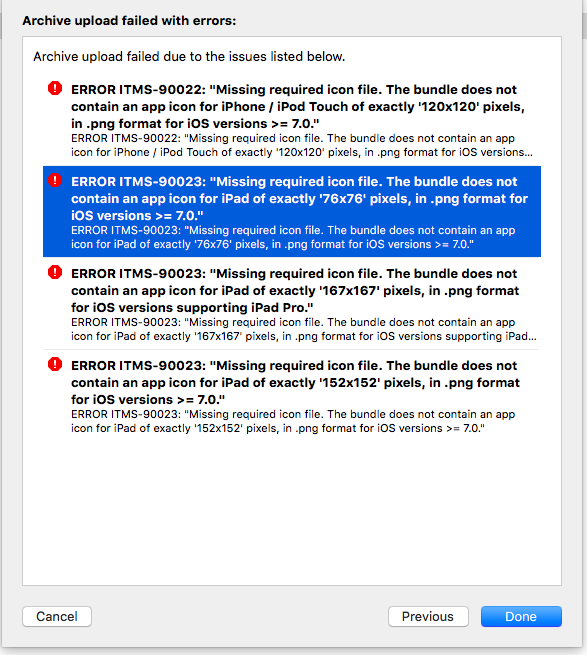 Archive upload failed with errors:
Archive upload failed due to the issues listed below.
ERROR ITMS-90022: "Missing required icon file. The bundle does not
contain an app icon for iPhone / iPod Touch of exactly '120x120' pixels,
in .png format for iOS versions >= 7.0."
ERROR ITMS-90022: "Missing required icon file. The bundle does not contain an app
icon for iPhone / iPod Touch of exactly '120x120' pixels, in .png format for iOS versions...
ERROR ITMS-90023: "Missing required icon file. The bundle does not
contain an app icon for iPad of exactly '76x76' pixels, in .png format for
iOS versions >= 7.0."
ERROR ITMS-90023: "Missing required icon file. The bundle does not contain an app
icon for iPad of exactly '76x76' pixels, in .png format for iOS versions >= 7.0."
ERROR ITMS-90023: "Missing required icon file. The bundle does not
contain an app icon for iPad of exactly '167x167' pixels, in .png format
for iOS versions supporting iPad Pro."
ERROR ITMS-90023: "Missing required icon file. The bundle does not contain an app
icon for iPad of exactly '167x167' pixels, in .png format for iOS versions supporting iPad...
ERROR ITMS-90023: "Missing required icon file. The bundle does not
contain an app icon for iPad of exactly '152x152' pixels, in .png format
for iOS versions >= 7.0."
ERROR ITMS-90023: "Missing required icon file. The bundle does not contain an app
icon for iPad of exactly '152x152' pixels, in .png format for iOS versions >= 7.0."
Cancel
Previous
Done